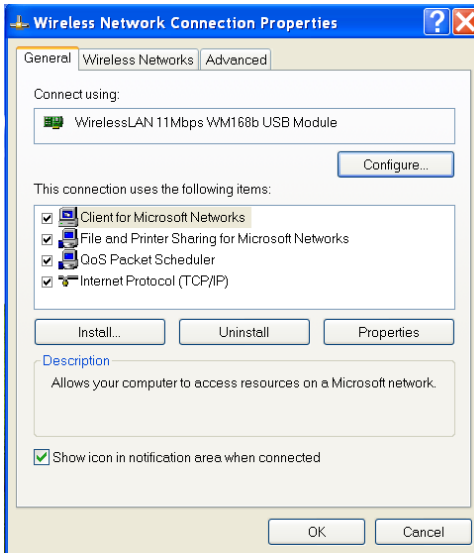 Wireless Network Connection Properties
General
Wireless Networks
Advanced
Connect using:
WirelessLAN 11Mbps WM168b USB Module
Configure...
This connection uses the following items:
Client for Microsoft Networks
File and Printer Sharing for Microsoft Networks
QoS Packet Scheduler
Internet Protocol (TCP/IP)
Install...
Uninstall
Properties
Description
Allows your computer to access resources on a Microsoft network.
Show icon in notification area when connected
OK
Cancel